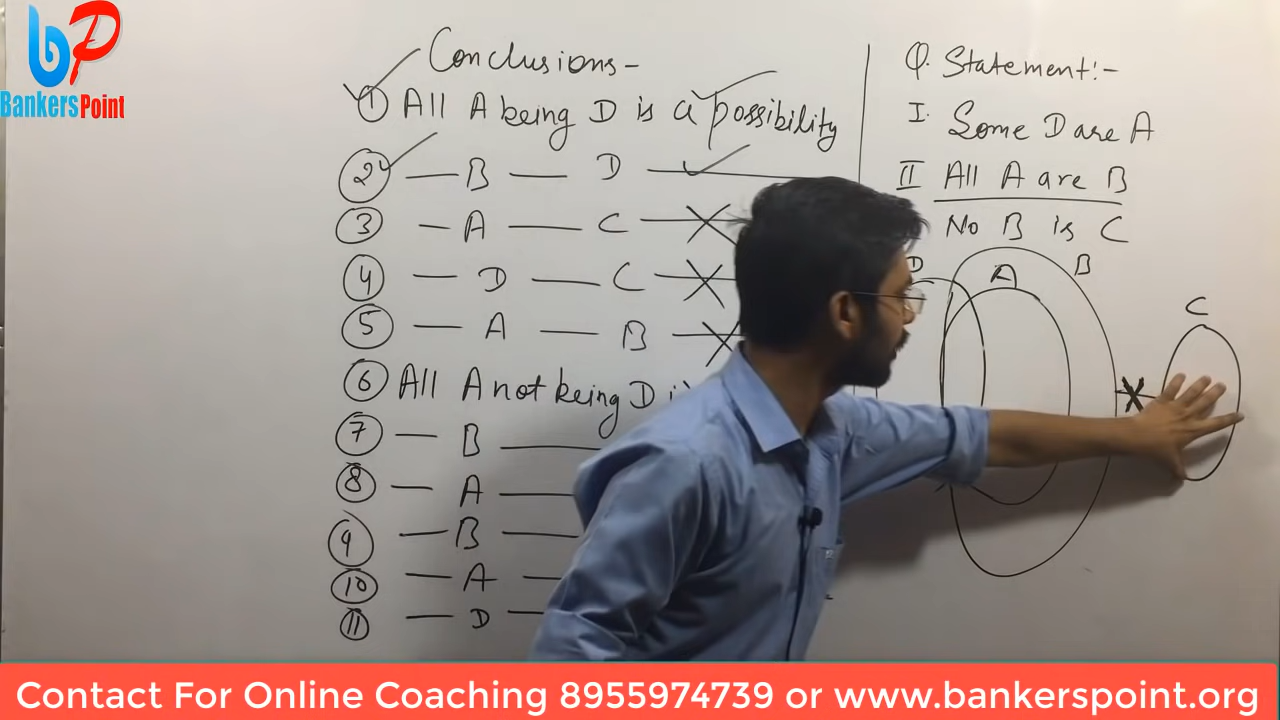 bP
BankersPoint
Conclusions-
① All A being D is a possibility
② — B — D —
③ — A — C —
④ — D — C —
⑤ — A — B —
⑥ All A not being D
⑦ — B —
⑧ — A —
⑨ — B —
⑩ — A —
⑪ — D —
Q. Statement:-
I. Some D are A
II All A are B
No B is C
D
A
B
C
Contact For Online Coaching 8955974739 or www.bankerspoint.org